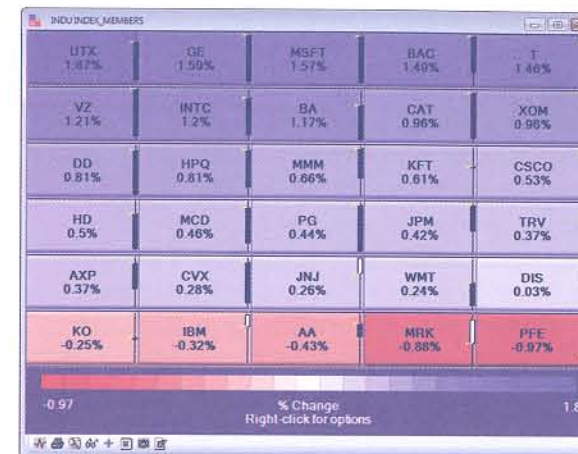 INDU INDEX_MEMBERS
UTX GE MSFT BAC T
1.87% 1.59% 1.57% 1.49% 1.46%
VZ INTC BA CAT XOM
1.21% 1.2% 1.17% 0.96% 0.96%
DD HPQ MMM KFT CSCO
0.81% 0.81% 0.66% 0.61% 0.53%
HD MCD PG JPM TRV
0.5% 0.46% 0.44% 0.42% 0.37%
AXP CVX JNJ WMT DIS
0.37% 0.28% 0.26% 0.24% 0.03%
KO IBM AA MRK PFE
-0.25% -0.32% -0.43% -0.88% -0.97%
-0.97 % Change 1.8
Right-click for options